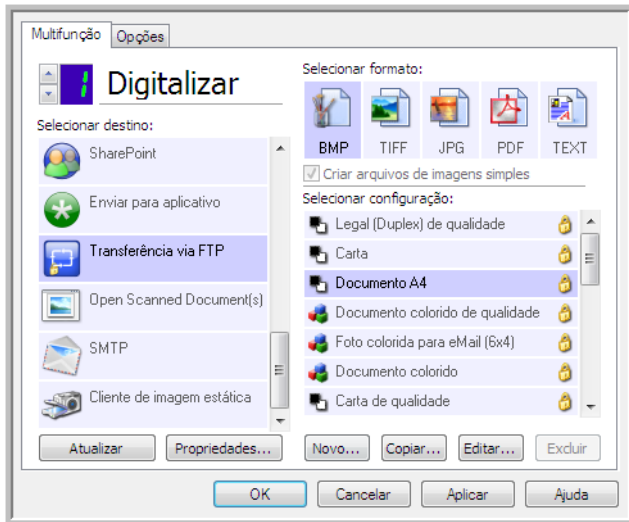 Multifunção
Opções
1
Digitalizar
Selecionar destino:
SharePoint
Enviar para aplicativo
Transferência via FTP
Open Scanned Document(s)
SMTP
Cliente de imagem estática
Atualizar
Propriedades...
Selecionar formato:
BMP
TIFF
JPG
PDF
TEXT
Criar arquivos de imagens simples
Selecionar configuração:
Legal (Duplex) de qualidade
Carta
Documento A4
Documento colorido de qualidade
Foto colorida para eMail (6x4)
Documento colorido
Carta de qualidade
Novo...
Copiar...
Editar...
Excluir
OK
Cancelar
Aplicar
Ajuda